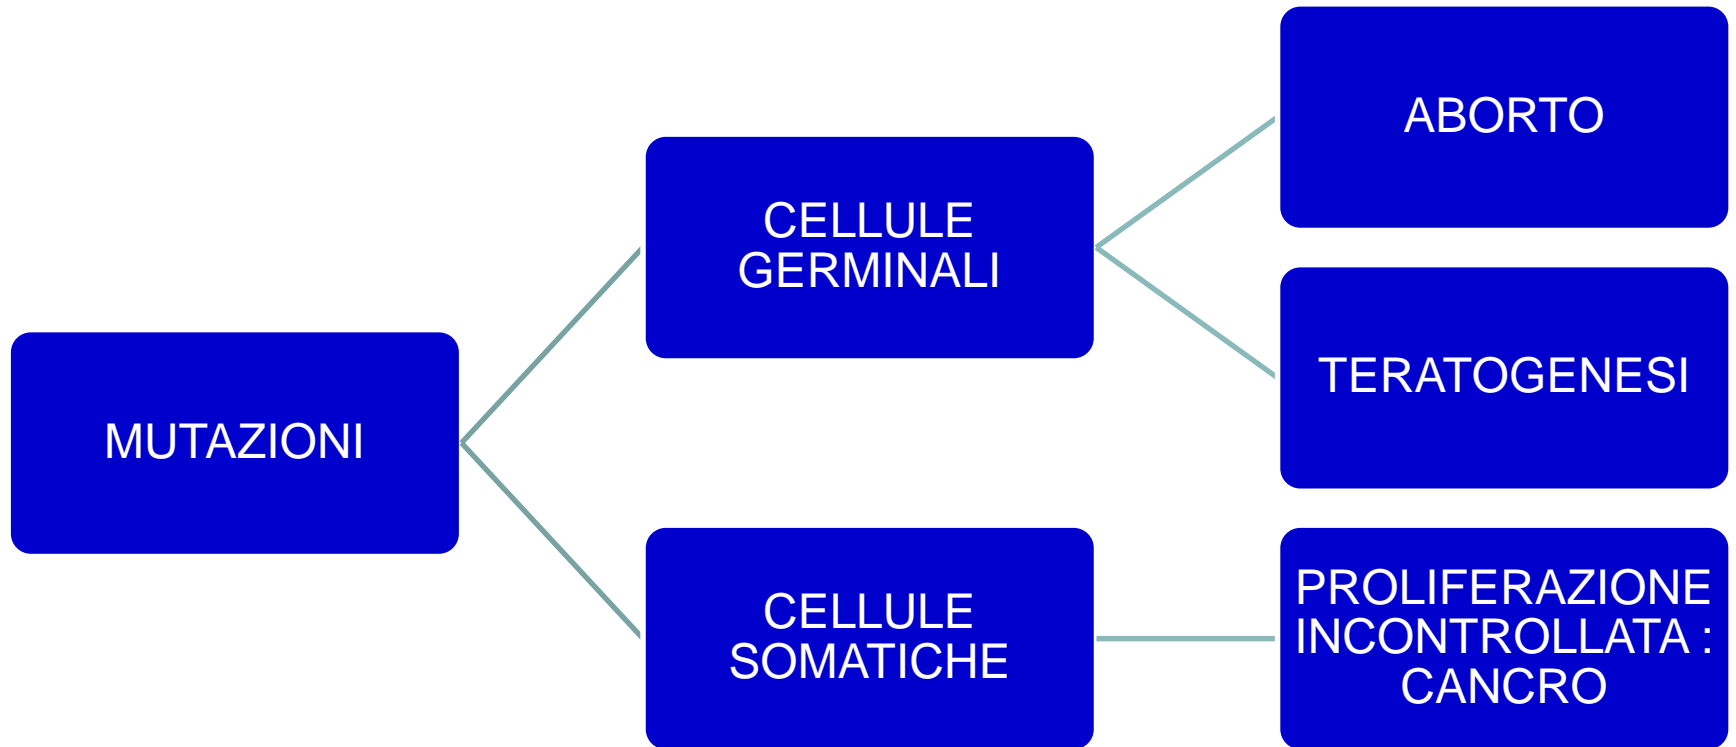 MUTAZIONI
CELLULE
GERMINALI
CELLULE
SOMATICHE
ABORTO
TERATOGENESI
PROLIFERAZIONE
INCONTROLLATA :
CANCRO